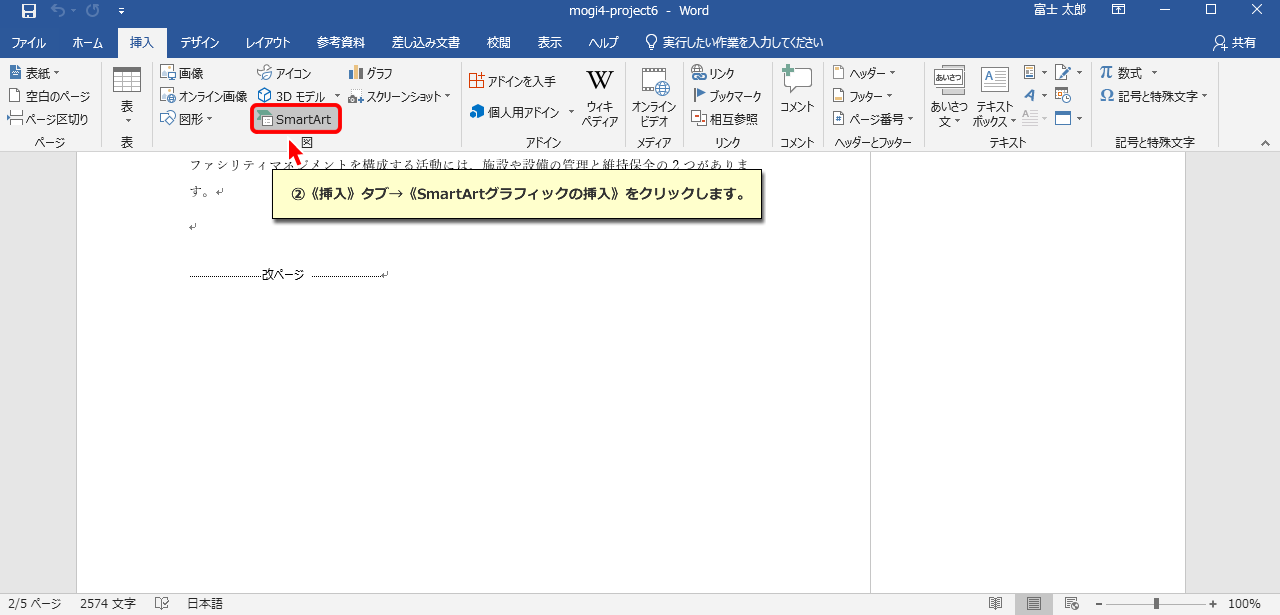 mogi4-project6 - Word
富士 太郎
ファイル ホーム 挿入 デザイン レイアウト 参考資料 差し込み文書 校閲 表示 ヘルプ 実行したい作業を入力してください 共有
表紙
空白のページ
ページ区切り
ページ
表
表
画像
オンライン画像
図形
アイコン
3D モデル
SmartArt
グラフ
スクリーンショット
図
アドインを入手
個人用アドイン
W
ウィキ
ペディア
アドイン
オンライン
ビデオ
メディア
リンク
ブックマーク
相互参照
リンク
コメント
コメント
ヘッダー
フッター
ページ番号
ヘッダーとフッター
あいさつ
あいさつ
文
A
テキスト
ボックス
A
テキスト
π 数式
Ω 記号と特殊文字
記号と特殊文字
ファシリティマネジメントを構成する活動には、施設や設備の管理と維持保全の2つがありま
す。
②《挿入》タブ→《SmartArtグラフィックの挿入》をクリックします。
改ページ
2/5 ページ 2574 文字 日本語 100%